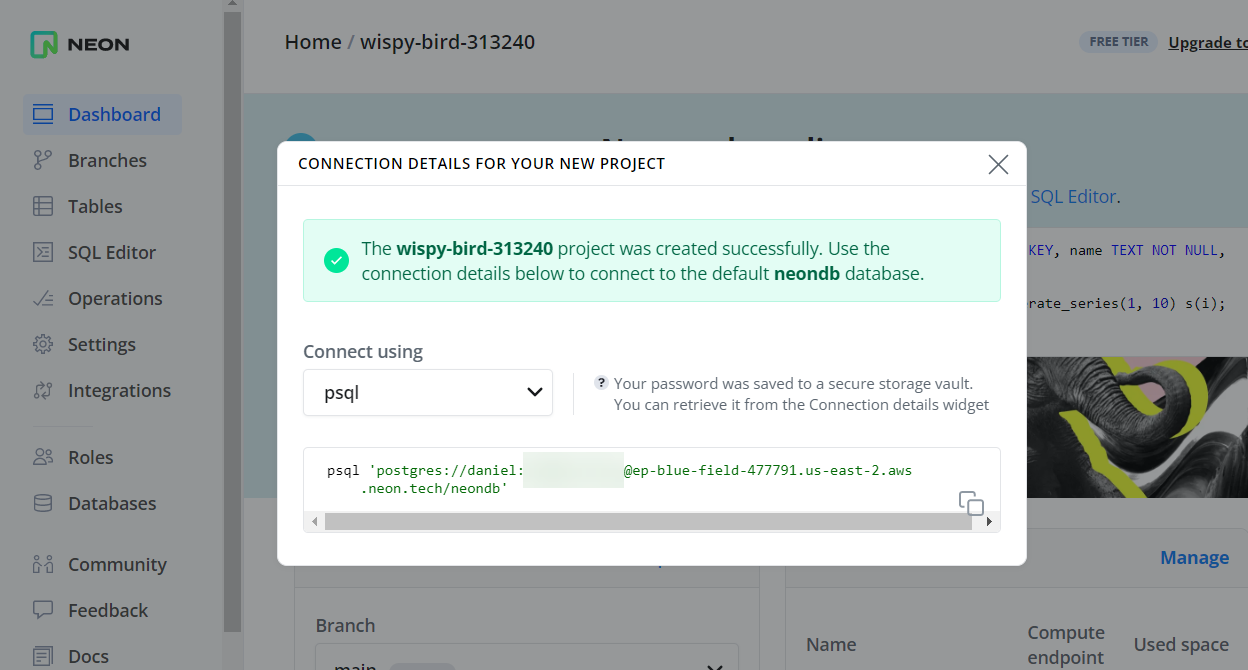 NEON
Home / wispy-bird-313240
FREE TIER
Upgrade to
Dashboard
Branches
Tables
SQL Editor
Operations
Settings
Integrations
Roles
Databases
Community
Feedback
Docs
CONNECTION DETAILS FOR YOUR NEW PROJECT
The wispy-bird-313240 project was created successfully. Use the
connection details below to connect to the default neondb database.
Connect using
psql
? Your password was saved to a secure storage vault.
You can retrieve it from the Connection details widget
psql 'postgres://daniel:
@ep-blue-field-477791.us-east-2.aws
.neon.tech/neondb'
SQL Editor.
KEY, name TEXT NOT NULL,
rate_series(1, 10) s(i);
Manage
Branch
main
Name
Compute
endpoint
Used space